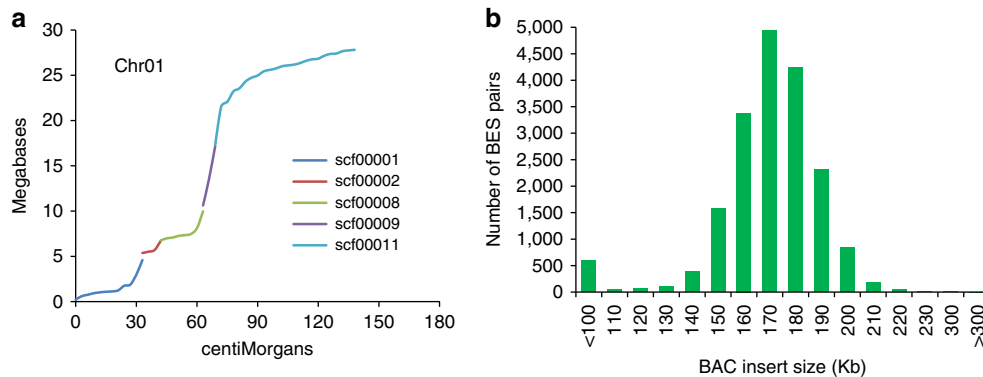 a
Chr01
Megabases
30
25
20
15
10
5
0
scf00001
scf00002
scf00008
scf00009
scf00011
0 30 60 90 120 150 180
centiMorgans
b
Number of BES pairs
5,000
4,500
4,000
3,500
3,000
2,500
2,000
1,500
1,000
500
0
<100 110 120 130 140 150 160 170 180 190 200 210 220 230 300 >300
BAC insert size (Kb)